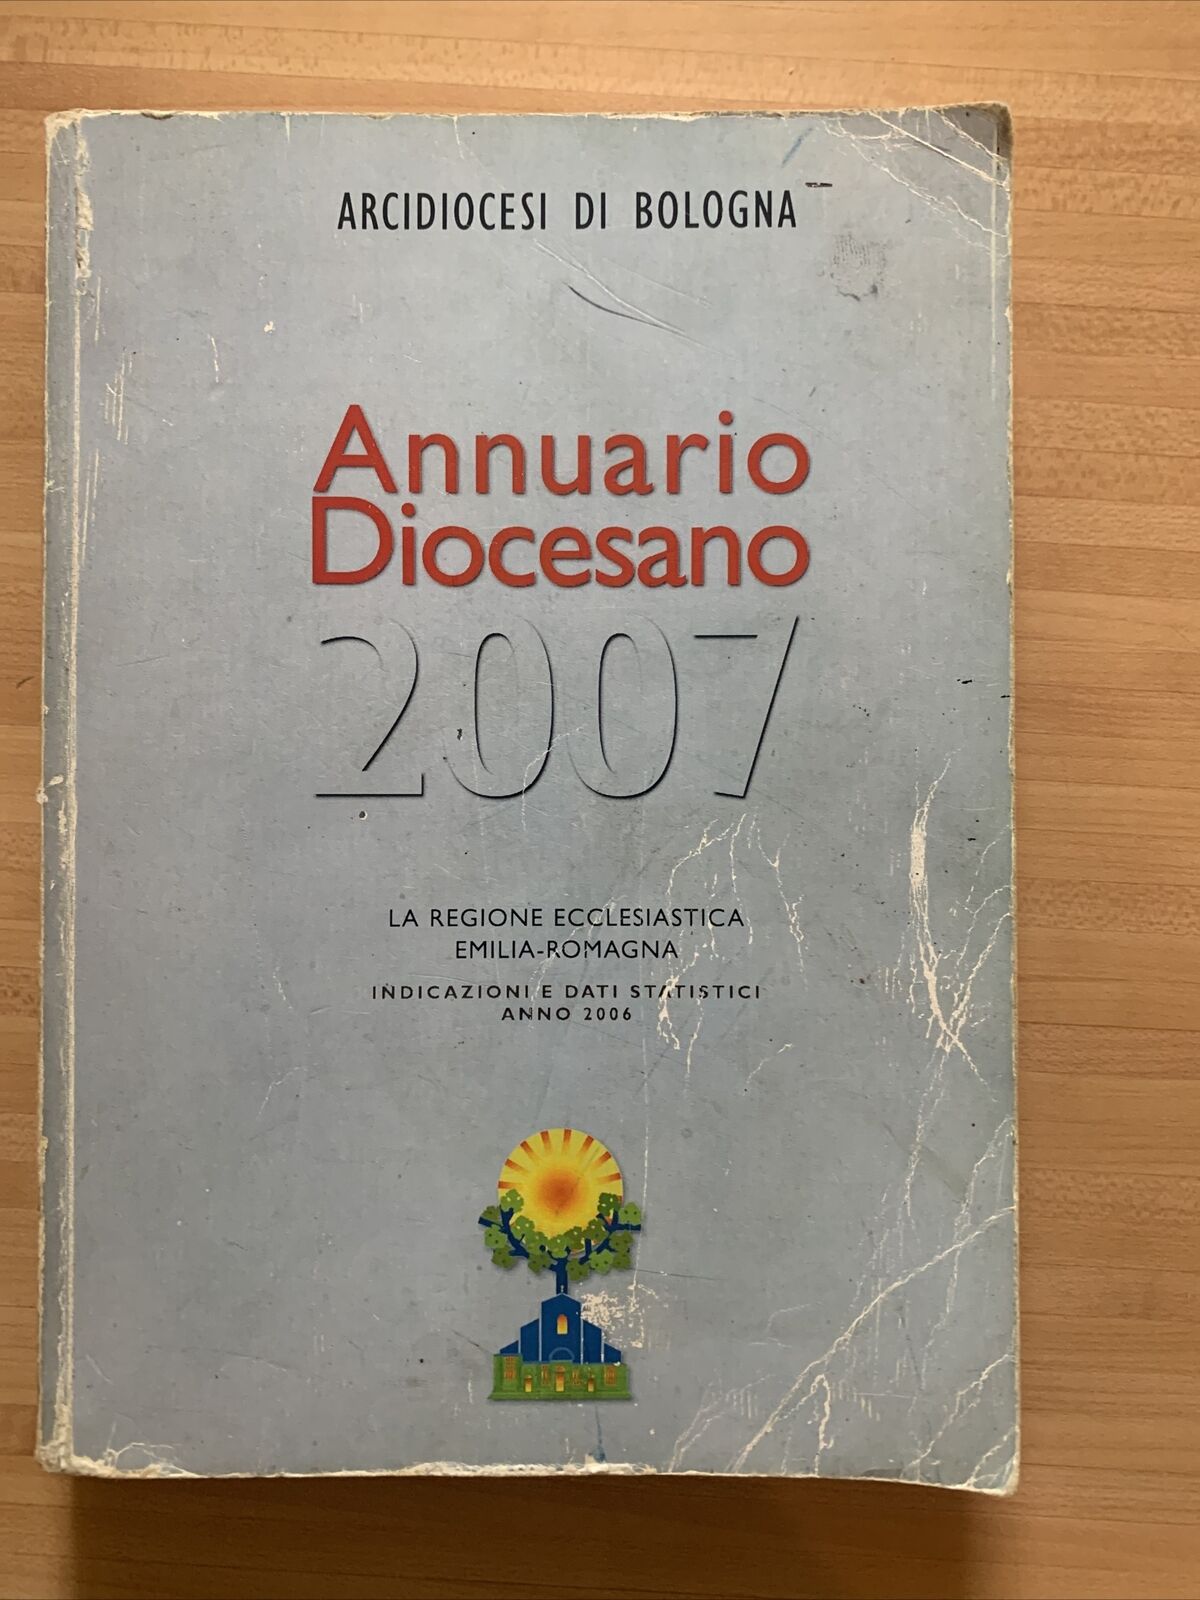 ARCIDIOCESI DI BOLOGNA
Annuario
Diocesano
2007
LA REGIONE ECCLESIASTICA
EMILIA-ROMAGNA
INDICAZIONI E DATI STATISTICI
ANNO 2006